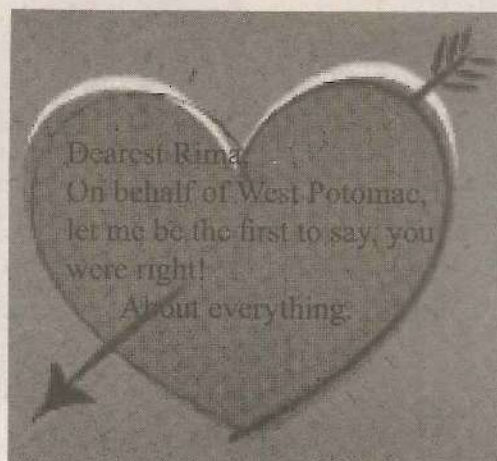 Dearest Rima,
On behalf of West Potomac,
let me be the first to say, you
were right!
About everything.